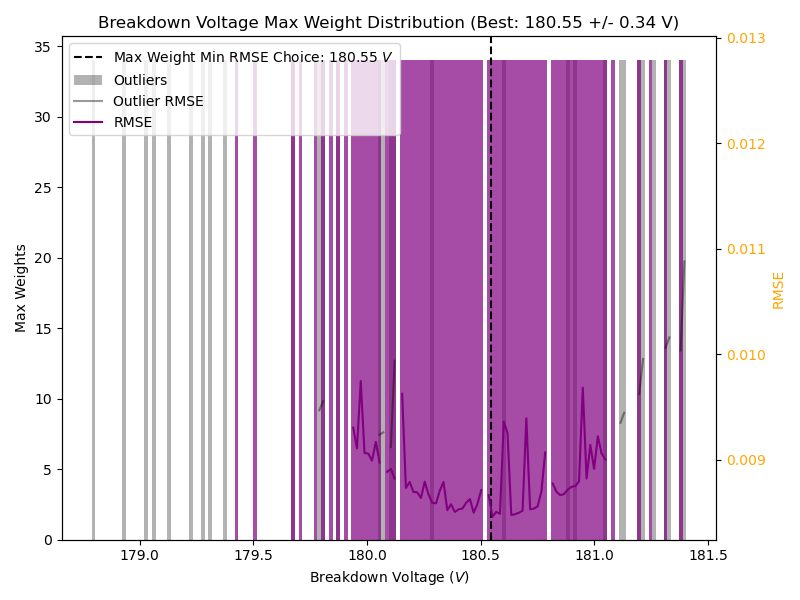 Breakdown Voltage Max Weight Distribution (Best: 180.55 +/- 0.34 V)
Max Weight Min RMSE Choice: 180.55 V
Outliers
Outlier RMSE
RMSE
Max Weights
35
30
25
20
15
10
5
0
0.013
0.012
0.011
0.010
0.009
RMSE
179.0 179.5 180.0 180.5 181.0 181.5
Breakdown Voltage (V)